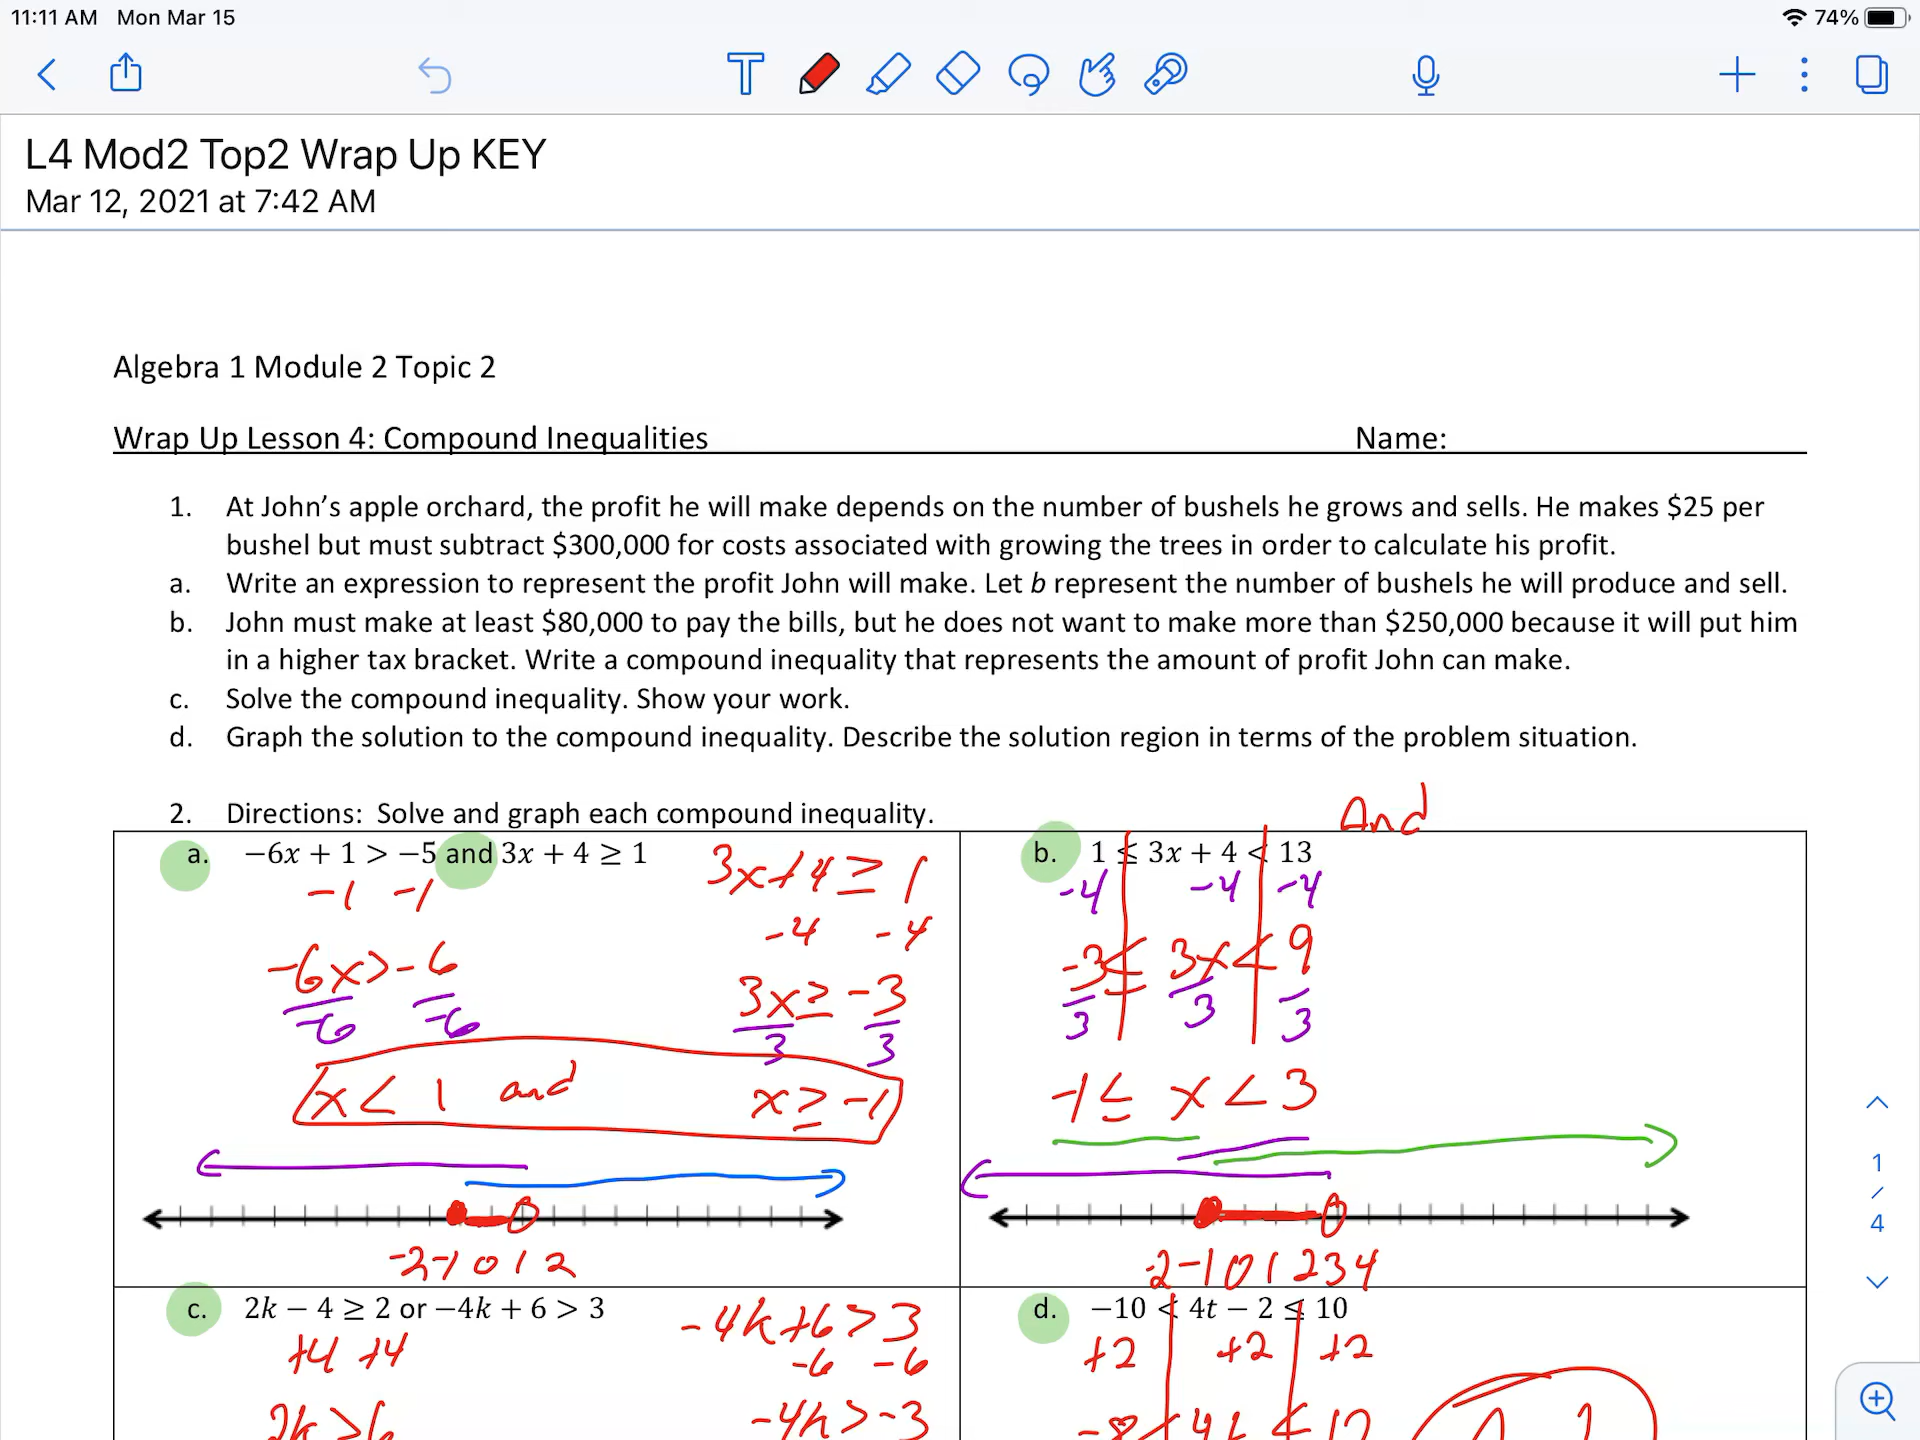 11:11 AM Mon Mar 15
74%
L4 Mod2 Top2 Wrap Up KEY
Mar 12, 2021 at 7:42 AM
Algebra 1 Module 2 Topic 2
Wrap Up Lesson 4: Compound Inequalities Name:
1. At John’s apple orchard, the profit he will make depends on the number of bushels he grows and sells. He makes $25 per
bushel but must subtract $300,000 for costs associated with growing the trees in order to calculate his profit.
a. Write an expression to represent the profit John will make. Let b represent the number of bushels he will produce and sell.
b. John must make at least $80,000 to pay the bills, but he does not want to make more than $250,000 because it will put him
in a higher tax bracket. Write a compound inequality that represents the amount of profit John can make.
c. Solve the compound inequality. Show your work.
d. Graph the solution to the compound inequality. Describe the solution region in terms of the problem situation.
2. Directions: Solve and graph each compound inequality.
a. −6x + 1 > −5 and 3x + 4 ≥ 1
-1 -1
-6x > -6
-6 -6
3x+4 ≥ 1
-4 -4
3x ≥ -3
3 3
x < 1 and x ≥ -1
-2 -1 0 1 2
And
b. 1 ≤ 3x + 4 < 13
-4 -4 -4
-3 ≤ 3x < 9
3 3 3
-1 ≤ x < 3
-2 -1 0 1 2 3 4
c. 2k − 4 ≥ 2 or −4k + 6 > 3
+4 +4
2k ≥ 6
-4k+6 > 3
-6 -6
-4k > -3
d. −10 < 4t − 2 ≤ 10
+2 +2 +2
-8 < 4t ≤ 12
1
/
4